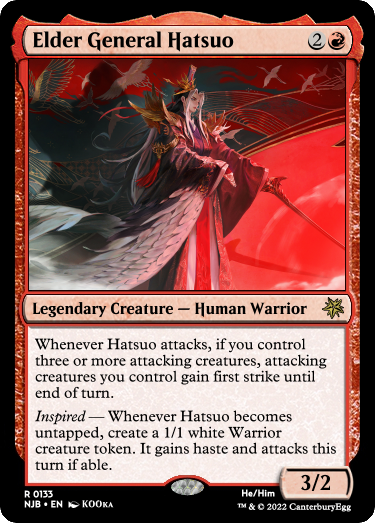 Elder General Hatsuo 2
Legendary Creature — Human Warrior
Whenever Hatsuo attacks, if you control
three or more attacking creatures, attacking
creatures you control gain first strike until
end of turn.
Inspired — Whenever Hatsuo becomes
untapped, create a 1/1 white Warrior
creature token. It gains haste and attacks this
turn if able.
3/2
R 0133 He/Him
NJB • EN KOOKa ™ & © 2022 CanterburyEgg